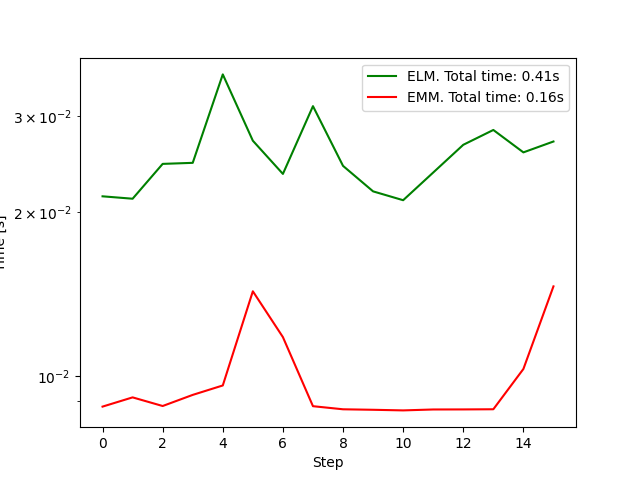 ELM. Total time: 0.41s
EMM. Total time: 0.16s
3 × 10⁻²
2 × 10⁻²
10⁻²
[s]
0 2 4 6 8 10 12 14
Step